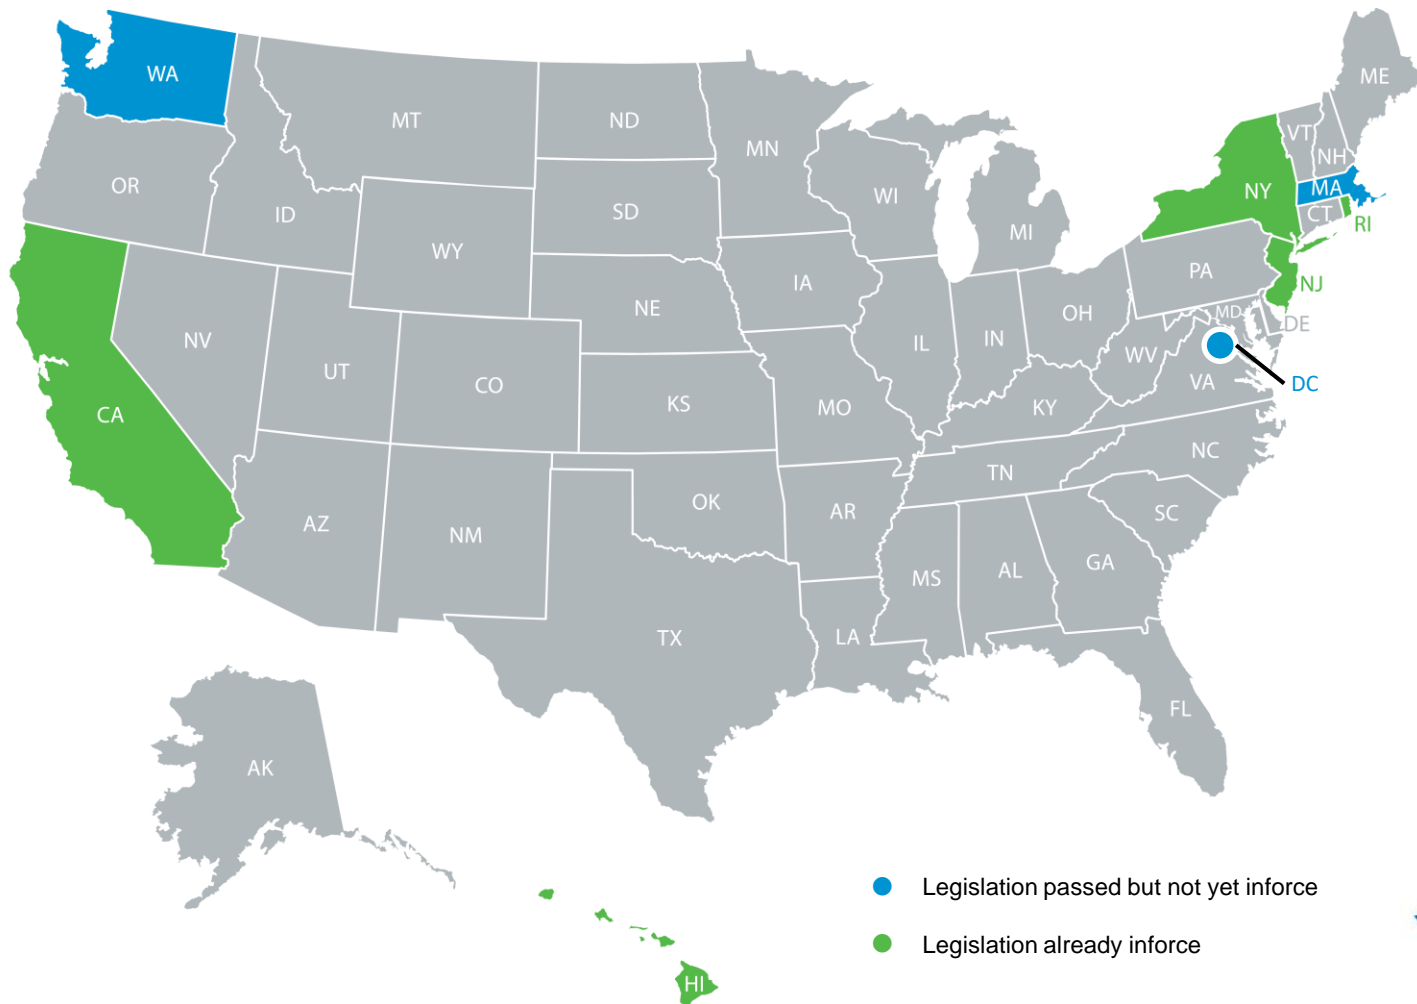 WA
MT
ND
MN
ME
VT
NH
OR
ID
SD
WI
NY
MA
CT
RI
WY
MI
IA
PA
NJ
NE
OH
MD
DE
NV
UT
CO
IL
IN
WV
VA
DC
CA
KS
MO
KY
AZ
NM
OK
AR
TN
NC
SC
MS
AL
GA
TX
LA
FL
AK
HI
Legislation passed but not yet inforce
Legislation already inforce